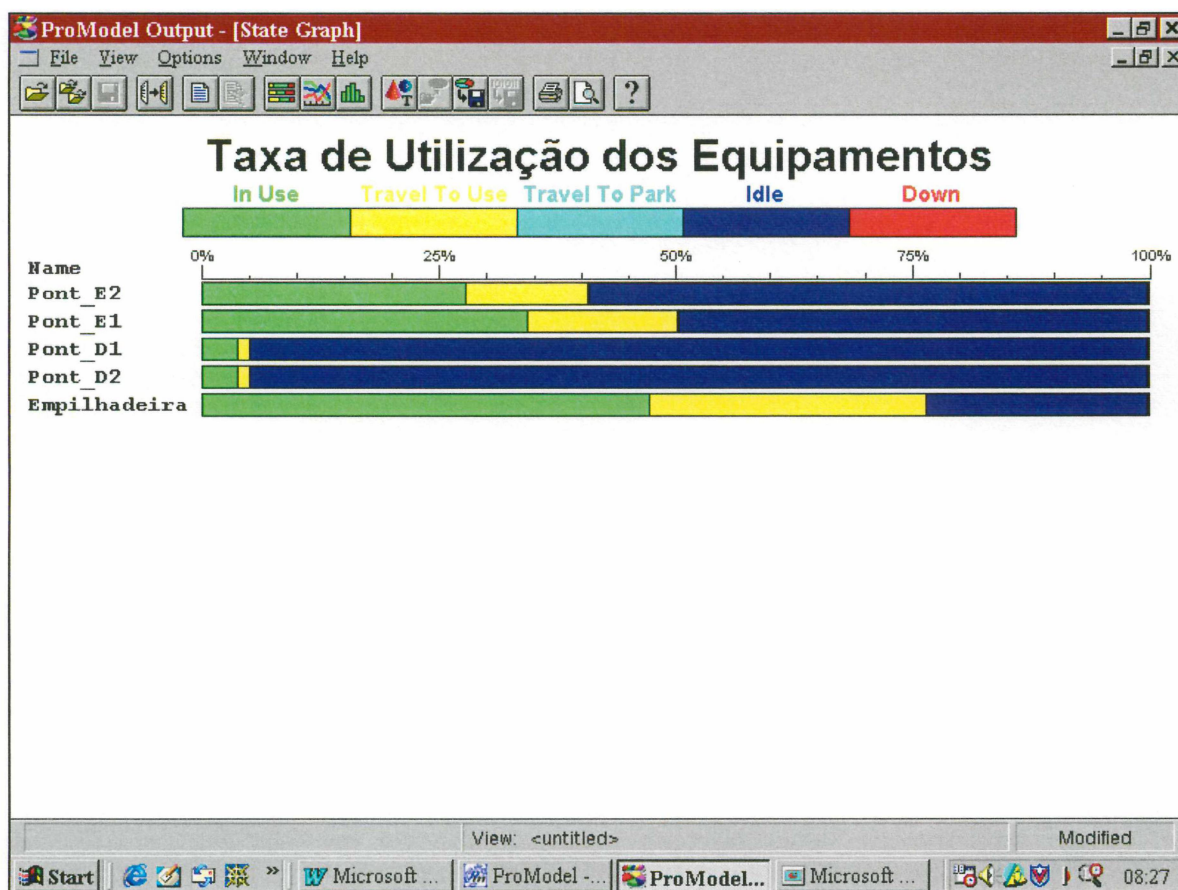 ProModel Output - [State Graph]
File View Options Window Help
Taxa de Utilização dos Equipamentos
In Use Travel To Use Travel To Park Idle Down
0% 25% 50% 75% 100%
Name
Pont_E2
Pont_E1
Pont_D1
Pont_D2
Empilhadeira
View: <untitled>
Modified
Start » Microsoft ... ProModel -... ProModel... Microsoft ... 08:27